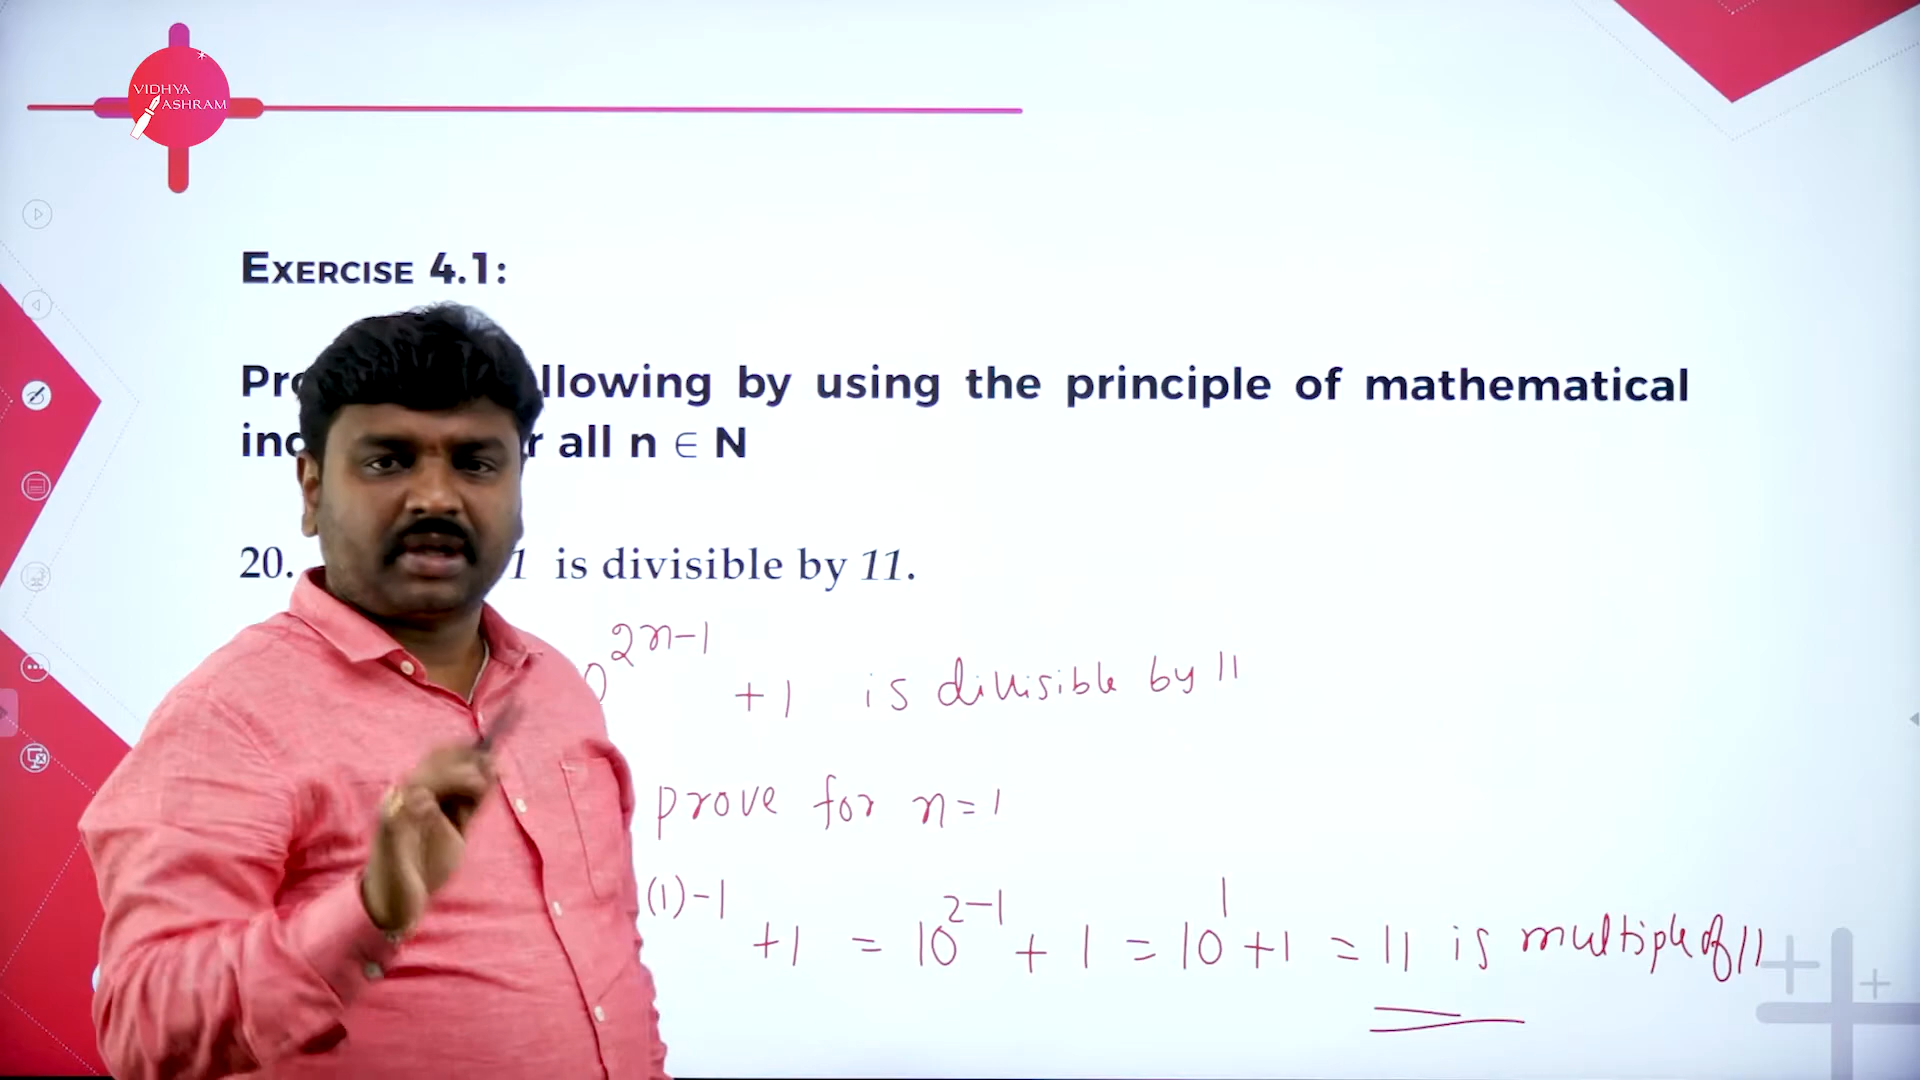 VIDHYA
ASHRAM
EXERCISE 4.1:
llowing by using the principle of mathematical
all n ∈ N
20. 1 is divisible by 11.
2n-1
+1 is divisible by 11
prove for n=1
(1)-1 +1 = 10^2-1 + 1 = 10^1 +1 = 11 is multiple of 11